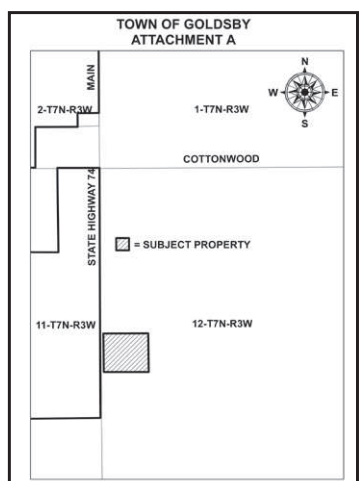 TOWN OF GOLDSBY
ATTACHMENT A
MAIN
N
W
E
S
2-T7N-R3W
1-T7N-R3W
COTTONWOOD
STATE HIGHWAY 74
= SUBJECT PROPERTY
11-T7N-R3W
12-T7N-R3W